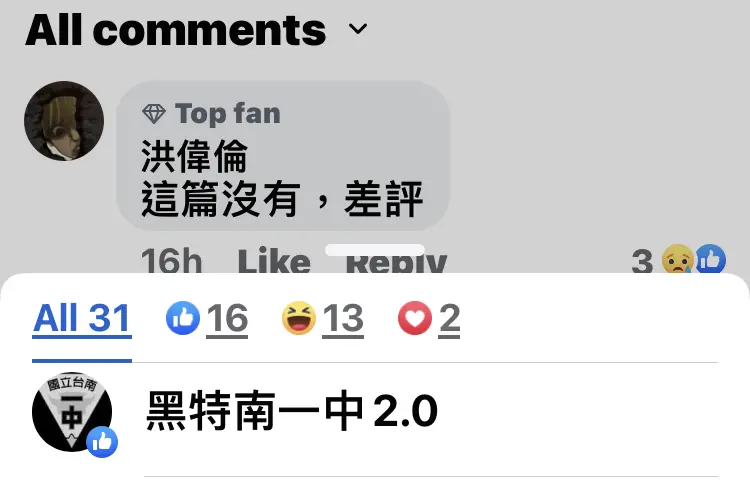 All comments
Top fan
洪偉倫
這篇沒有，差評
16h Like Reply 3
All 31 16 13 2
國立台南
一中
黑特南一中2.0